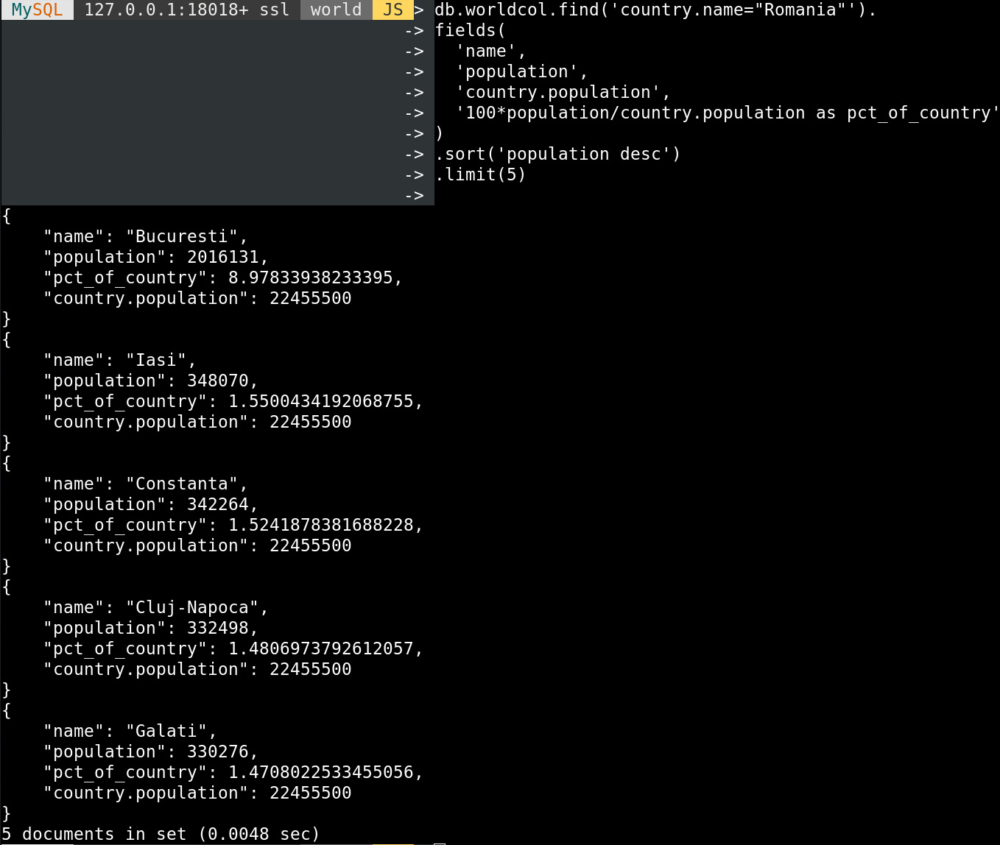 MySQL 127.0.0.1:18018+ ssl world JS > db.worldcol.find('country.name="Romania"').
-> fields(
-> 'name',
-> 'population',
-> 'country.population',
-> '100*population/country.population as pct_of_country'
-> )
-> .sort('population desc')
-> .limit(5)
->
{
"name": "Bucuresti",
"population": 2016131,
"pct_of_country": 8.97833938233395,
"country.population": 22455500
}
{
"name": "Iasi",
"population": 348070,
"pct_of_country": 1.5500434192068755,
"country.population": 22455500
}
{
"name": "Constanta",
"population": 342264,
"pct_of_country": 1.5241878381688228,
"country.population": 22455500
}
{
"name": "Cluj-Napoca",
"population": 332498,
"pct_of_country": 1.4806973792612057,
"country.population": 22455500
}
{
"name": "Galati",
"population": 330276,
"pct_of_country": 1.4708022533455056,
"country.population": 22455500
}
5 documents in set (0.0048 sec)